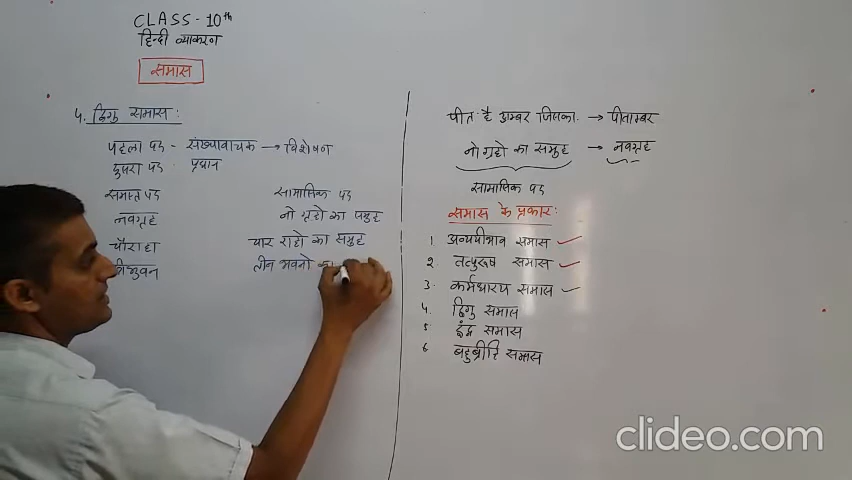 CLASS - 10th
हिन्दी व्याकरण
समास
4. द्विगु समास :
पहला पद - संख्यावाचक → विशेषण
दुसरा पद - प्रधान
समस्त पद सामासिक पद
नवग्रह नो ग्रहो का समुह
चौराहा चार राहो का समुह
त्रिभुवन तीन भवनो का
पीत है अम्बर जिसका → पीताम्बर
नो ग्रहो का समुह → नवग्रह
सामासिक पद
समास के प्रकार :
1. अव्ययीभाव समास ✓
2. तत्पुरूष समास ✓
3. कर्मधारय समास ✓
4. द्विगु समास
5 द्वंद्व समास
6 बहुब्रीहि समास
clideo.com